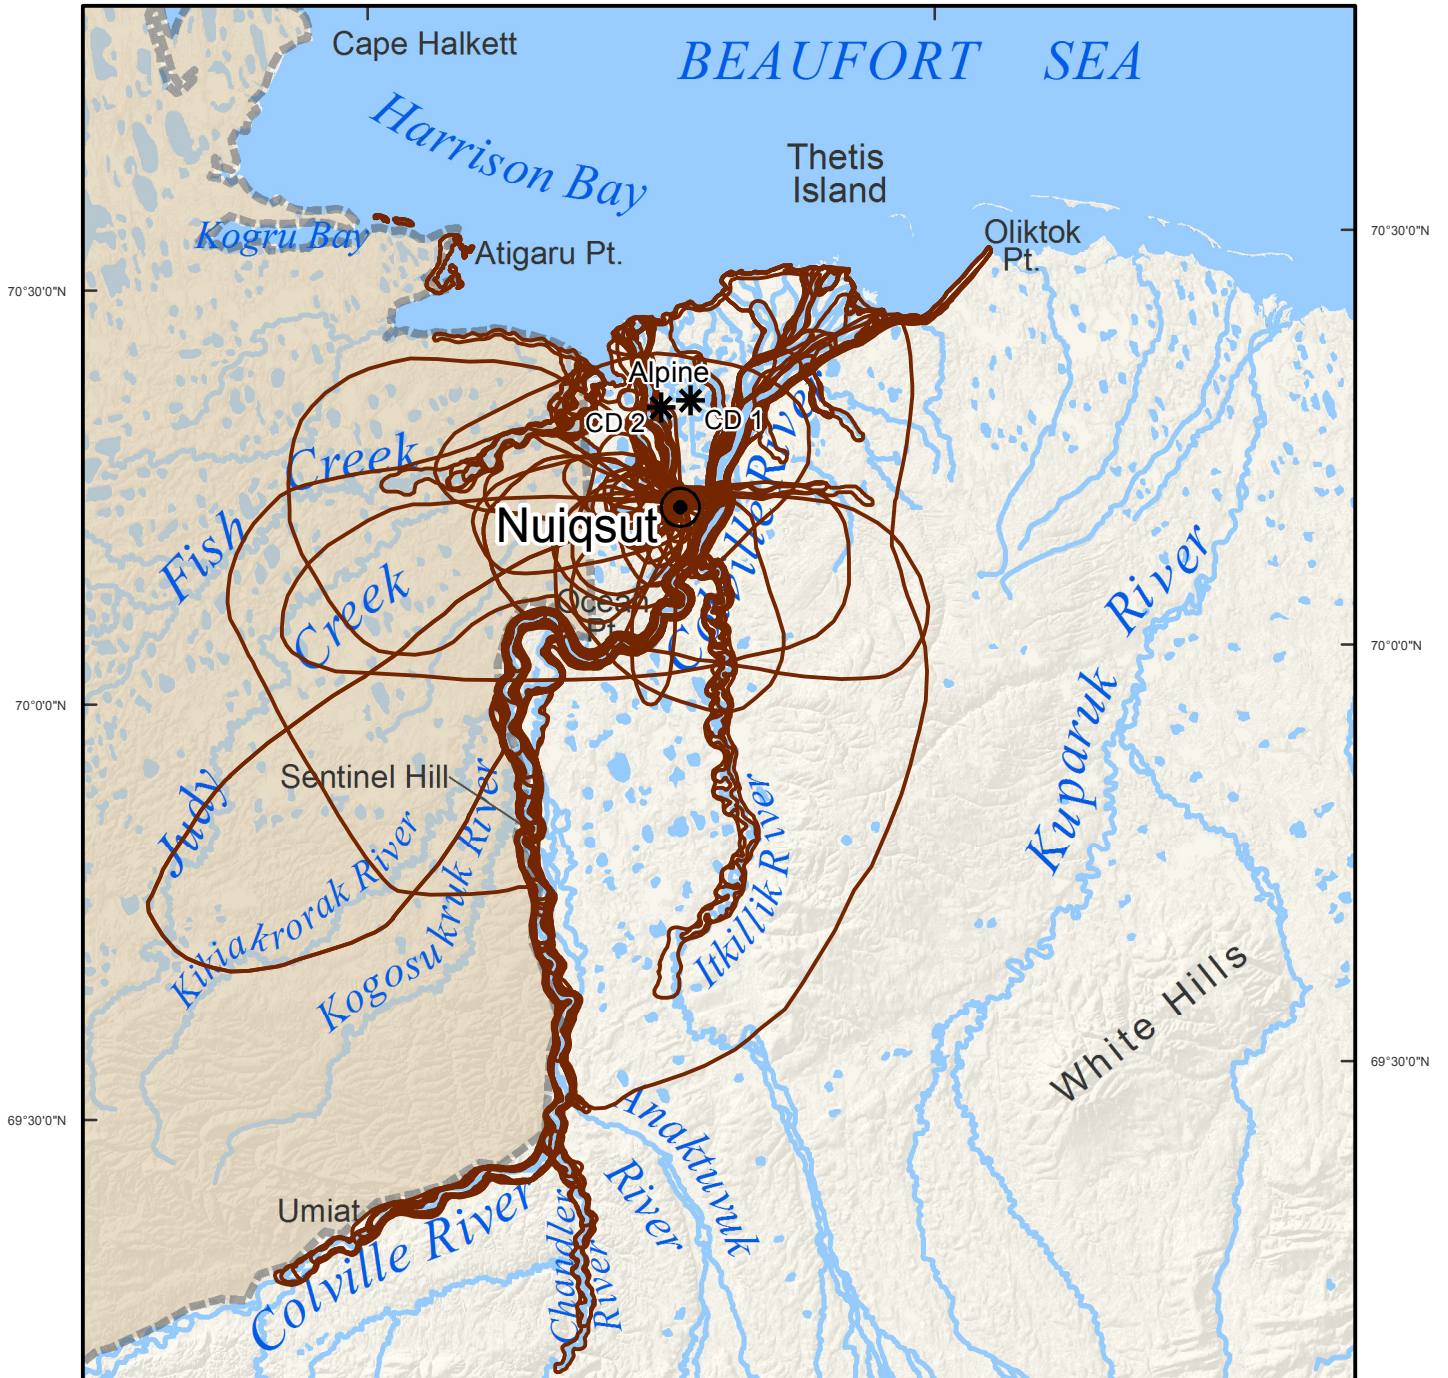 Cape Halkett
BEAUFORT SEA
Harrison Bay
Thetis
Island
Kogru Bay
Atigaru Pt.
Oliktok
Pt.
70°30'0"N
70°30'0"N
Alpine
CD 2
CD 1
Fish Creek
Nuiqsut
Colville River
Judy Creek
Ocean
Pt.
Kuparuk River
70°0'0"N
70°0'0"N
Sentinel Hill
Kikiakrorak River
Kogosukruk River
Itkillik River
White Hills
69°30'0"N
69°30'0"N
Anaktuvuk
River
Umiat
Colville River
Chandler
River